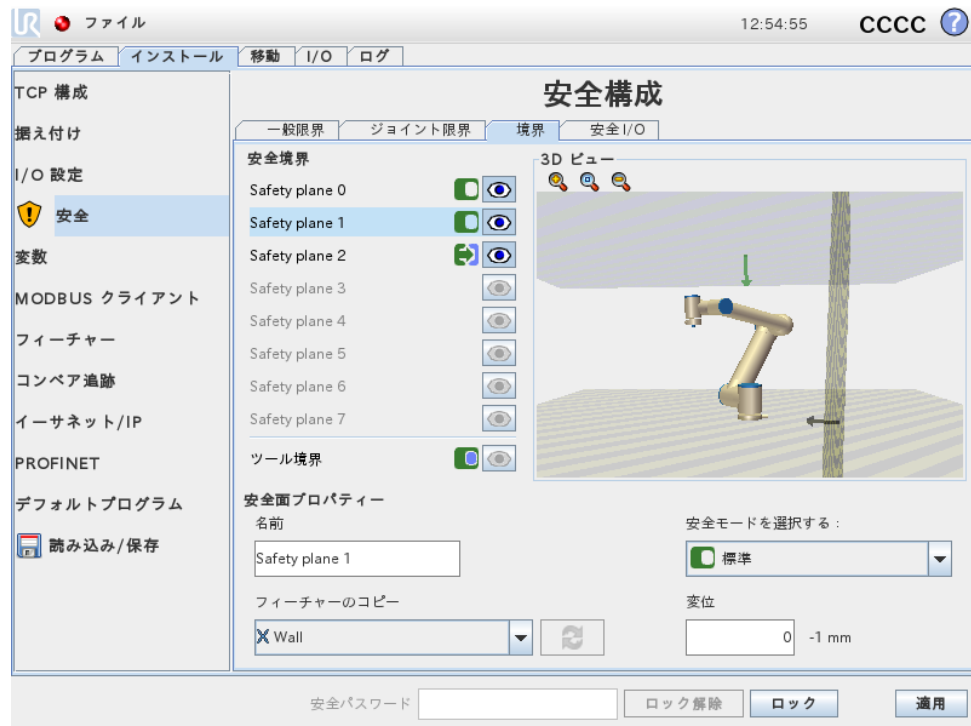 UR ファイル 12:54:55 CCCC ?
プログラム インストール 移動 I/O ログ
TCP 構成
据え付け
I/O 設定
安全
変数
MODBUS クライアント
フィーチャー
コンベア追跡
イーサネット/IP
PROFINET
デフォルトプログラム
読み込み/保存
安全構成
一般限界 ジョイント限界 境界 安全I/O
安全境界
Safety plane 0
Safety plane 1
Safety plane 2
Safety plane 3
Safety plane 4
Safety plane 5
Safety plane 6
Safety plane 7
ツール境界
3D ビュー
安全面プロパティー
名前
Safety plane 1
フィーチャーのコピー
Wall
安全モードを選択する :
標準
変位
0 -1 mm
安全パスワード ロック解除 ロック 適用